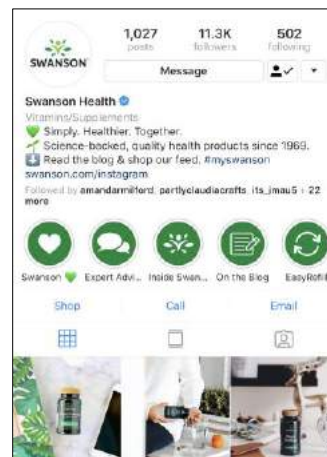 SWANSON®
1,027 11.3K 502
posts followers following
Message
Swanson Health
Vitamins/Supplements
💚 Simply. Healthier. Together.
🌱 Science-backed, quality health products since 1969.
⬇️ Read the blog & shop our feed. #myswanson
swanson.com/instagram
Followed by amandarmilford, partlyclaudiacrafts, its_jmau5 + 22
more
Swanson 💚 Expert Advi... Inside Swan... On the Blog EasyRefill
Shop Call Email